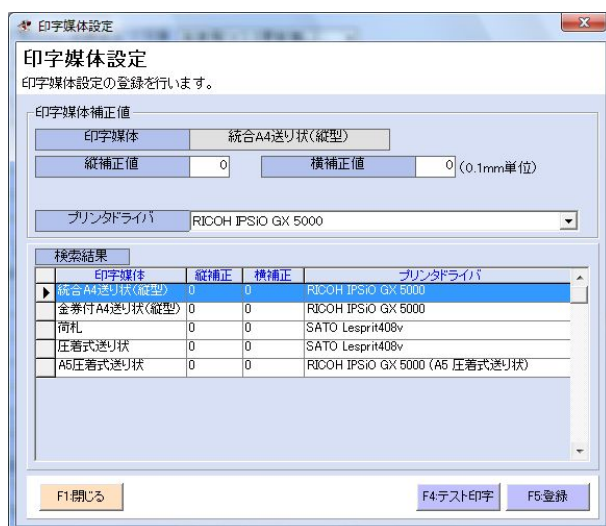 印字媒体設定
印字媒体設定
印字媒体設定の登録を行います。
印字媒体補正値
印字媒体 統合A4送り状(縦型)
縦補正値 0 横補正値 0 (0.1mm単位)
プリンタドライバ RICOH IPSiO GX 5000
検索結果
印字媒体 縦補正 横補正 プリンタドライバ
統合A4送り状(縦型) 0 0 RICOH IPSiO GX 5000
金券付A4送り状(縦型) 0 0 RICOH IPSiO GX 5000
荷札 0 0 SATO Lesprit408v
圧着式送り状 0 0 SATO Lesprit408v
A5圧着式送り状 0 0 RICOH IPSiO GX 5000 (A5 圧着式送り状)
F1:閉じる F4:テスト印字 F5:登録